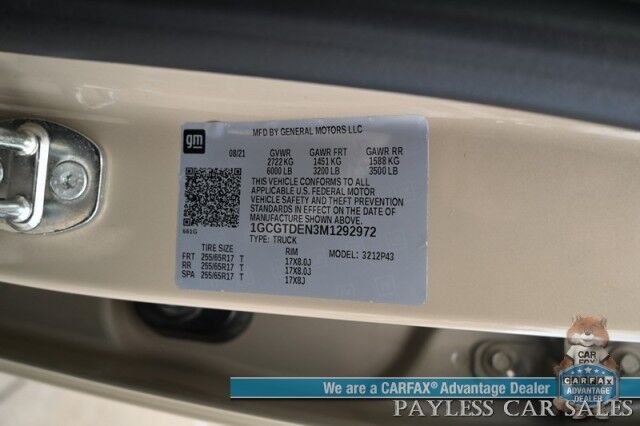 gm
MFD BY GENERAL MOTORS LLC
08/21 GVWR GAWR FRT GAWR RR
2722 KG 1451 KG 1588 KG
6000 LB 3200 LB 3500 LB
THIS VEHICLE CONFORMS TO ALL
APPLICABLE U.S. FEDERAL MOTOR
VEHICLE SAFETY AND THEFT PREVENTION
STANDARDS IN EFFECT ON THE DATE OF
MANUFACTURE SHOWN ABOVE.
661G
1GCGTDEN3M1292972
TYPE: TRUCK MODEL: 3212P43
TIRE SIZE RIM
FRT 255/65R17 T 17X8.0J
RR 255/65R17 T 17X8.0J
SPA 255/65R17 T 17X8J
We are a CARFAX® Advantage Dealer
PAYLESS CAR SALES
CAR
FOX
CARFAX
ADVANTAGE
DEALER